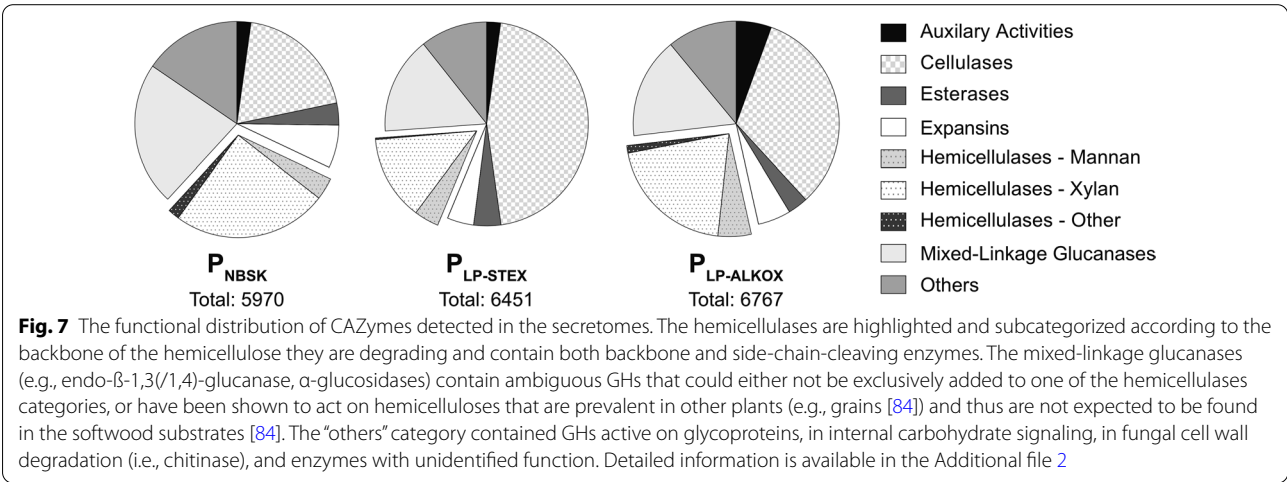 P NBSK
Total: 5970
P LP-STEX
Total: 6451
P LP-ALKOX
Total: 6767
Auxilary Activities
Cellulases
Esterases
Expansins
Hemicellulases - Mannan
Hemicellulases - Xylan
Hemicellulases - Other
Mixed-Linkage Glucanases
Others
Fig. 7 The functional distribution of CAZymes detected in the secretomes. The hemicellulases are highlighted and subcategorized according to the
backbone of the hemicellulose they are degrading and contain both backbone and side-chain-cleaving enzymes. The mixed-linkage glucanases
(e.g., endo-ß-1,3(/1,4)-glucanase, α-glucosidases) contain ambiguous GHs that could either not be exclusively added to one of the hemicellulases
categories, or have been shown to act on hemicelluloses that are prevalent in other plants (e.g., grains [84]) and thus are not expected to be found
in the softwood substrates [84]. The “others” category contained GHs active on glycoproteins, in internal carbohydrate signaling, in fungal cell wall
degradation (i.e., chitinase), and enzymes with unidentified function. Detailed information is available in the Additional file 2